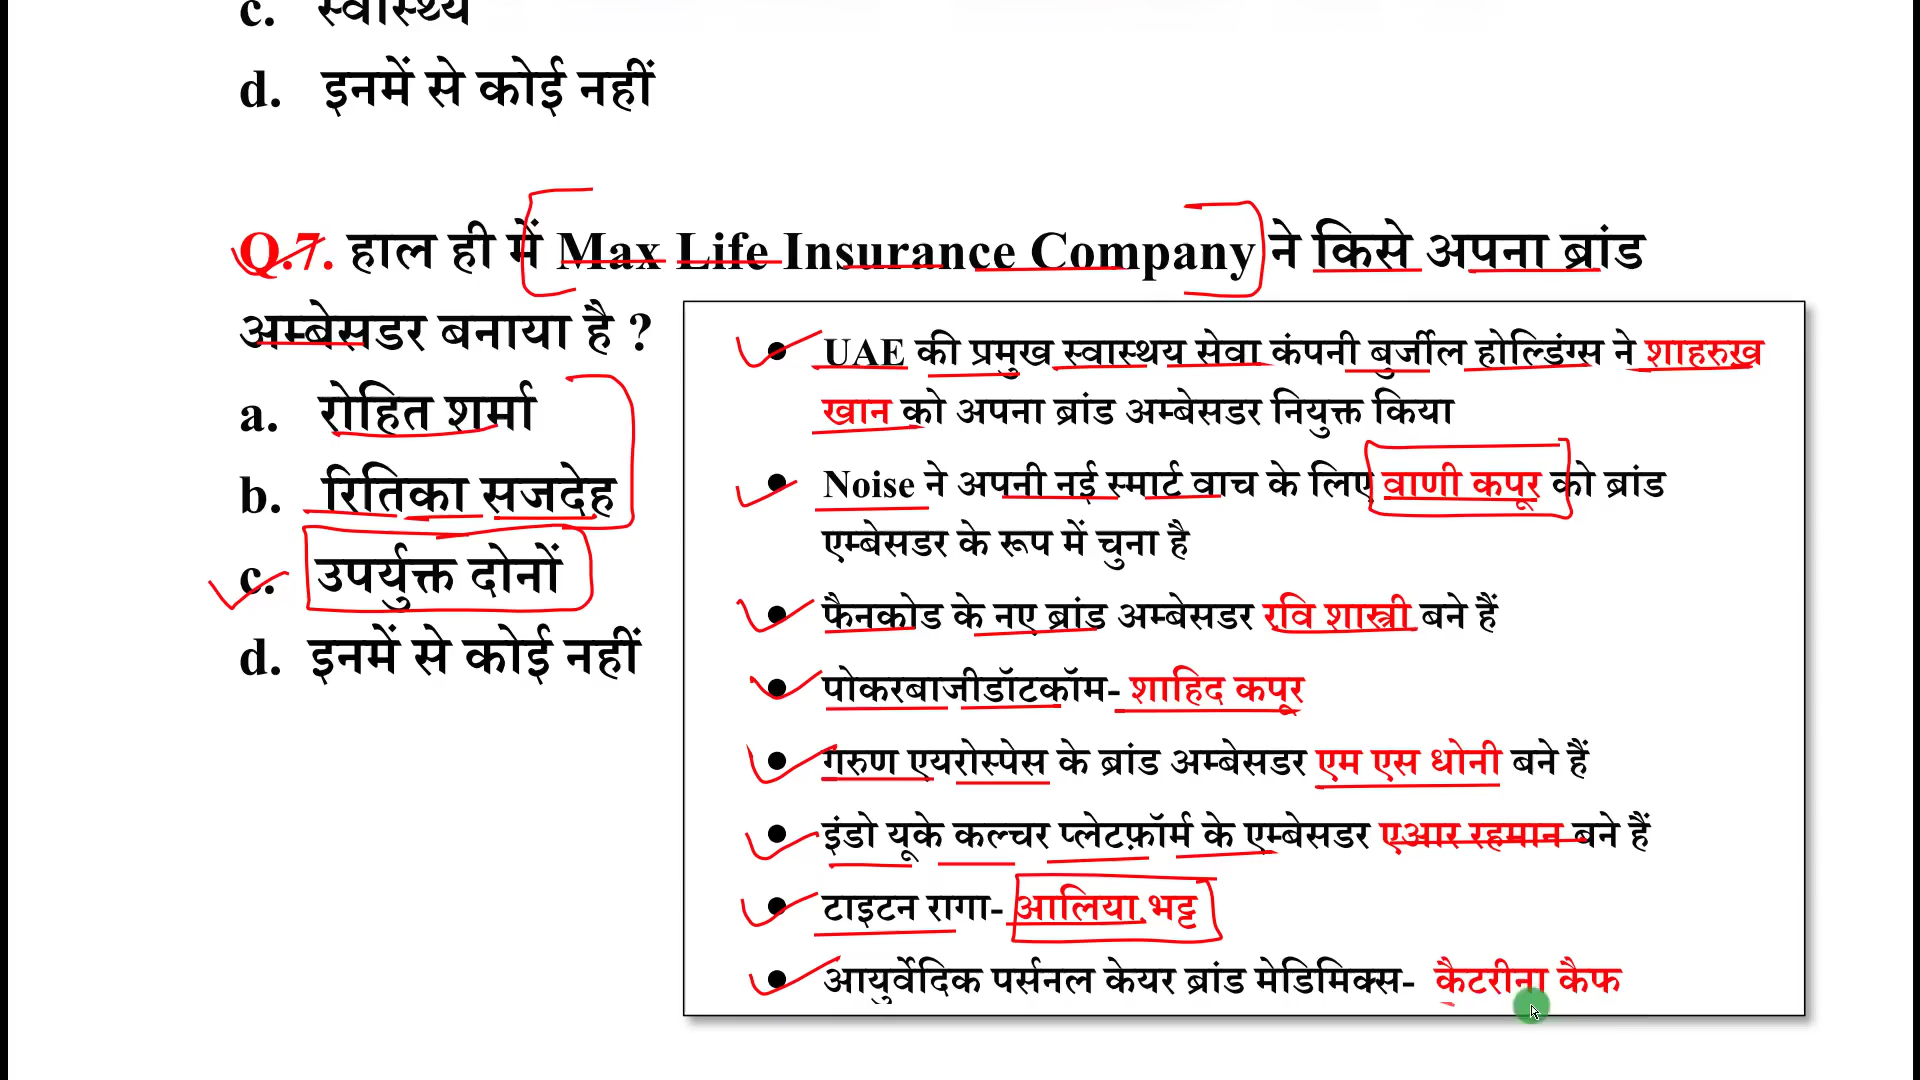 c. स्वास्थ्य
d. इनमें से कोई नहीं
Q.7. हाल ही में Max Life Insurance Company ने किसे अपना ब्रांड
अम्बेसडर बनाया है ?
a. रोहित शर्मा
b. रितिका सजदेह
c. उपर्युक्त दोनों
d. इनमें से कोई नहीं
• UAE की प्रमुख स्वास्थय सेवा कंपनी बुर्जील होल्डिंग्स ने शाहरुख़
खान को अपना ब्रांड अम्बेसडर नियुक्त किया
• Noise ने अपनी नई स्मार्ट वाच के लिए वाणी कपूर को ब्रांड
एम्बेसडर के रूप में चुना है
• फैनकोड के नए ब्रांड अम्बेसडर रवि शास्त्री बने हैं
• पोकरबाजीडॉटकॉम- शाहिद कपूर
• गरुण एयरोस्पेस के ब्रांड अम्बेसडर एम एस धोनी बने हैं
• इंडो यूके कल्चर प्लेटफ़ॉर्म के एम्बेसडर एआर रहमान बने हैं
• टाइटन रागा- आलिया भट्ट
• आयुर्वेदिक पर्सनल केयर ब्रांड मेडिमिक्स- कैटरीना कैफ